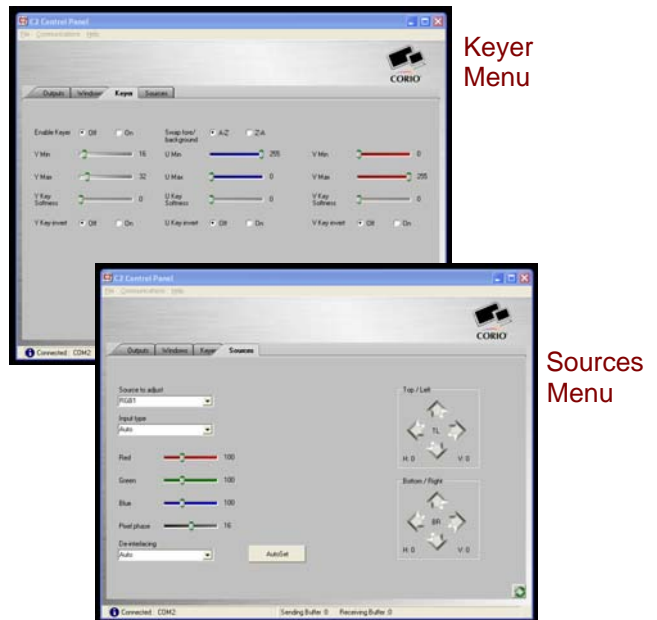 C2 Control Panel
File Communications Help
CORIO
Keyer
Menu
Outputs Windows Keyer Sources
Enable Keyer Off On Swap fore/ background A-Z Z-A
Y Min 16 U Min 255 V Min 0
Y Max 32 U Max 0 V Max 255
Y Key Softness 0 U Key Softness 0 V Key Softness 0
Y Key invert Off On U Key invert Off On V Key invert Off On
Connected COM2
C2 Control Panel
File Communications Help
CORIO
Sources
Menu
Outputs Windows Keyer Sources
Source to adjust
RGB1
Input type
Auto
Red 100
Green 100
Blue 100
Pixel phase 16
De-interlacing
Auto
AutoSet
Top / Left
TL
H: 0 V: 0
Bottom / Right
BR
H: 0 V: 0
Connected COM2 Sending Buffer :0 Receiving Buffer :0